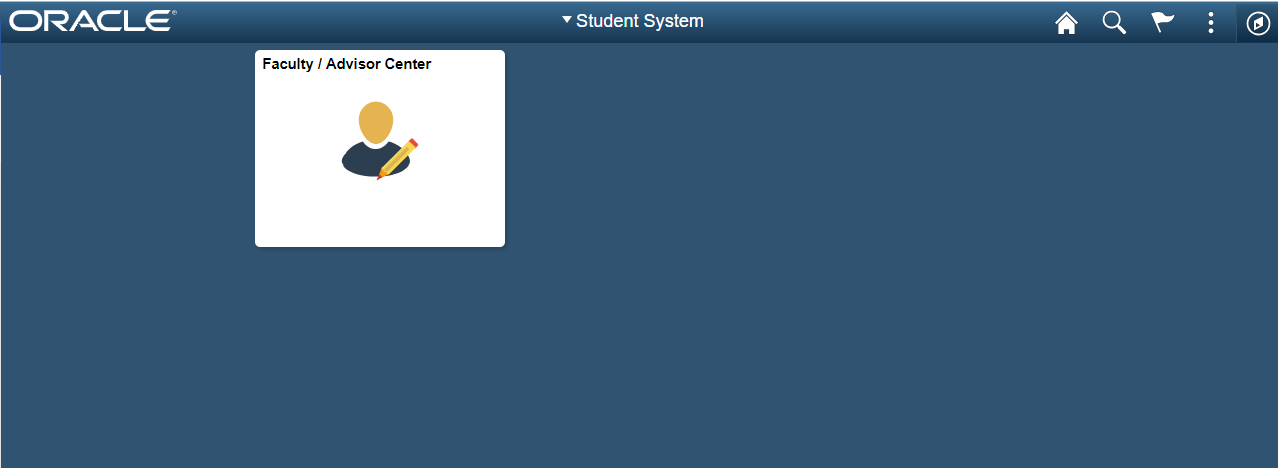 ORACLE®
Student System
Faculty / Advisor Center